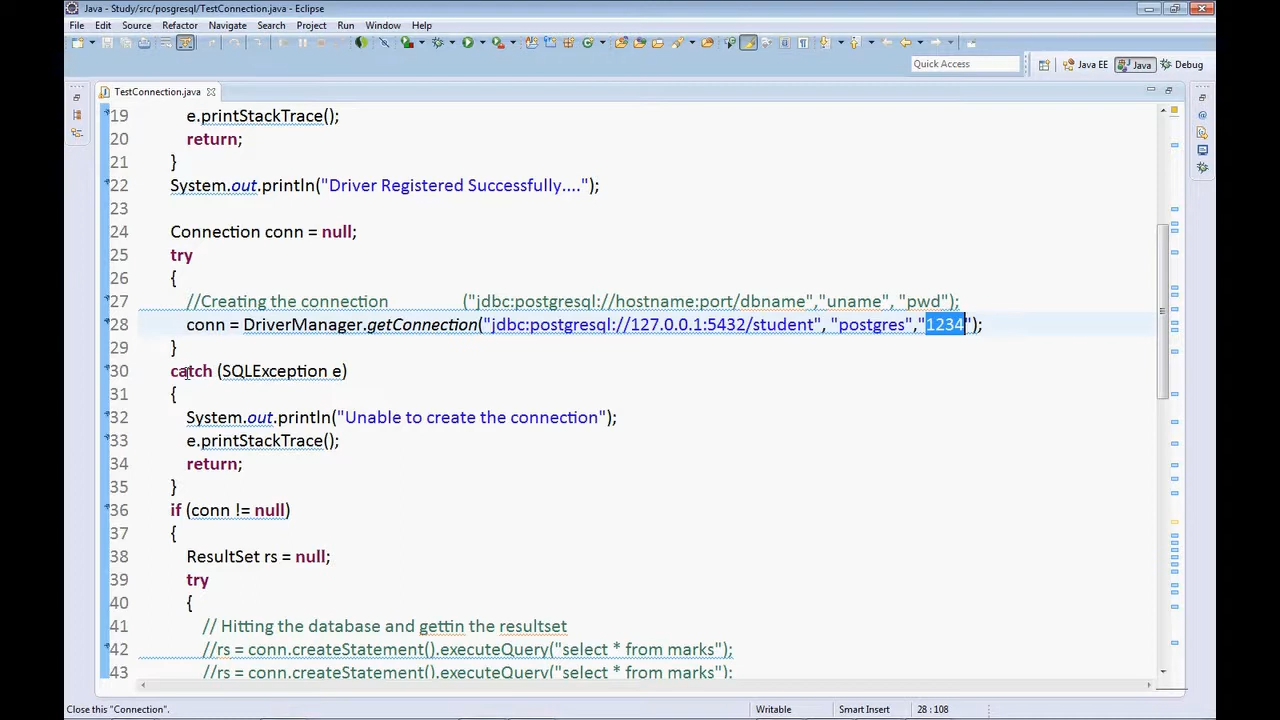 Java - Study/src/posgresql/TestConnection.java - Eclipse
File Edit Source Refactor Navigate Search Project Run Window Help
Quick Access Java EE Java Debug
TestConnection.java
19 e.printStackTrace();
20 return;
21 }
22 System.out.println("Driver Registered Successfully....");
23
24 Connection conn = null;
25 try
26 {
27 //Creating the connection ("jdbc:postgresql://hostname:port/dbname","uname", "pwd");
28 conn = DriverManager.getConnection("jdbc:postgresql://127.0.0.1:5432/student", "postgres","1234");
29 }
30 catch (SQLException e)
31 {
32 System.out.println("Unable to create the connection");
33 e.printStackTrace();
34 return;
35 }
36 if (conn != null)
37 {
38 ResultSet rs = null;
39 try
40 {
41 // Hitting the database and gettin the resultset
42 //rs = conn.createStatement().executeQuery("select * from marks");
43 //rs = conn.createStatement().executeQuery("select * from marks");
Close this "Connection". Writable Smart Insert 28 : 108